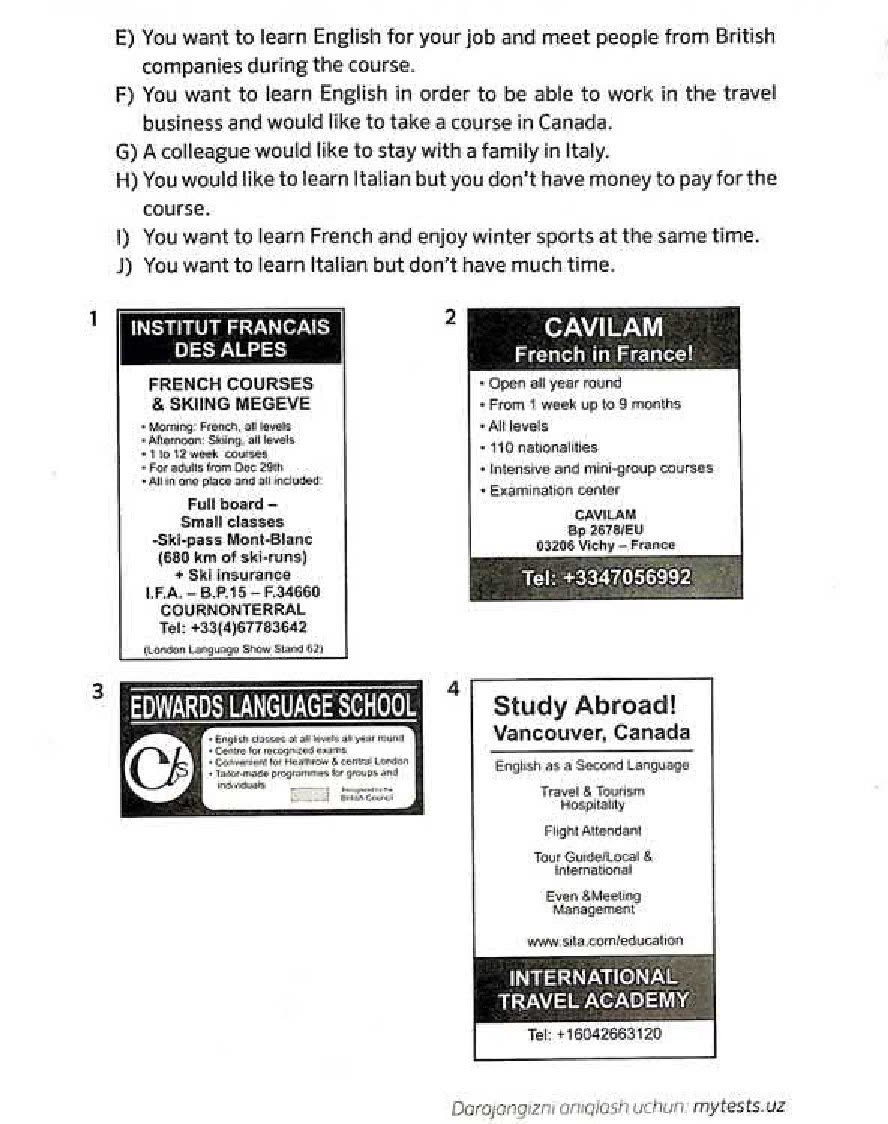 E) You want to learn English for your job and meet people from British
companies during the course.
F) You want to learn English in order to be able to work in the travel
business and would like to take a course in Canada.
G) A colleague would like to stay with a family in Italy.
H) You would like to learn Italian but you don't have money to pay for the
course.
I) You want to learn French and enjoy winter sports at the same time.
J) You want to learn Italian but don't have much time.
1
INSTITUT FRANCAIS
DES ALPES
FRENCH COURSES
& SKIING MEGEVE
• Morning: French, all levels
• Afternoon: Skiing, all levels
• 1 to 12 week courses
• For adults from Dec 29th
• All in one place and all included:
Full board –
Small classes
-Ski-pass Mont-Blanc
(680 km of ski-runs)
+ Ski insurance
I.F.A. – B.P.15 – F.34660
COURNONTERRAL
Tel: +33(4)67783642
(London Language Show Stand 62)
2
CAVILAM
French in France!
• Open all year round
• From 1 week up to 9 months
• All levels
• 110 nationalities
• Intensive and mini-group courses
• Examination center
CAVILAM
Bp 2678/EU
03206 Vichy – France
Tel: +3347056992
3
EDWARDS LANGUAGE SCHOOL
• English classes at all levels all year round
• Centre for recognized exams
• Convenient for Heathrow & central London
• Tailor-made programmes for groups and
individuals
British Council
4
Study Abroad!
Vancouver, Canada
English as a Second Language
Travel & Tourism
Hospitality
Flight Attendant
Tour Guide/Local &
International
Even &Meeting
Management
www.sita.com/education
INTERNATIONAL
TRAVEL ACADEMY
Tel: +16042663120
Darajangizni aniqlash uchun: mytests.uz